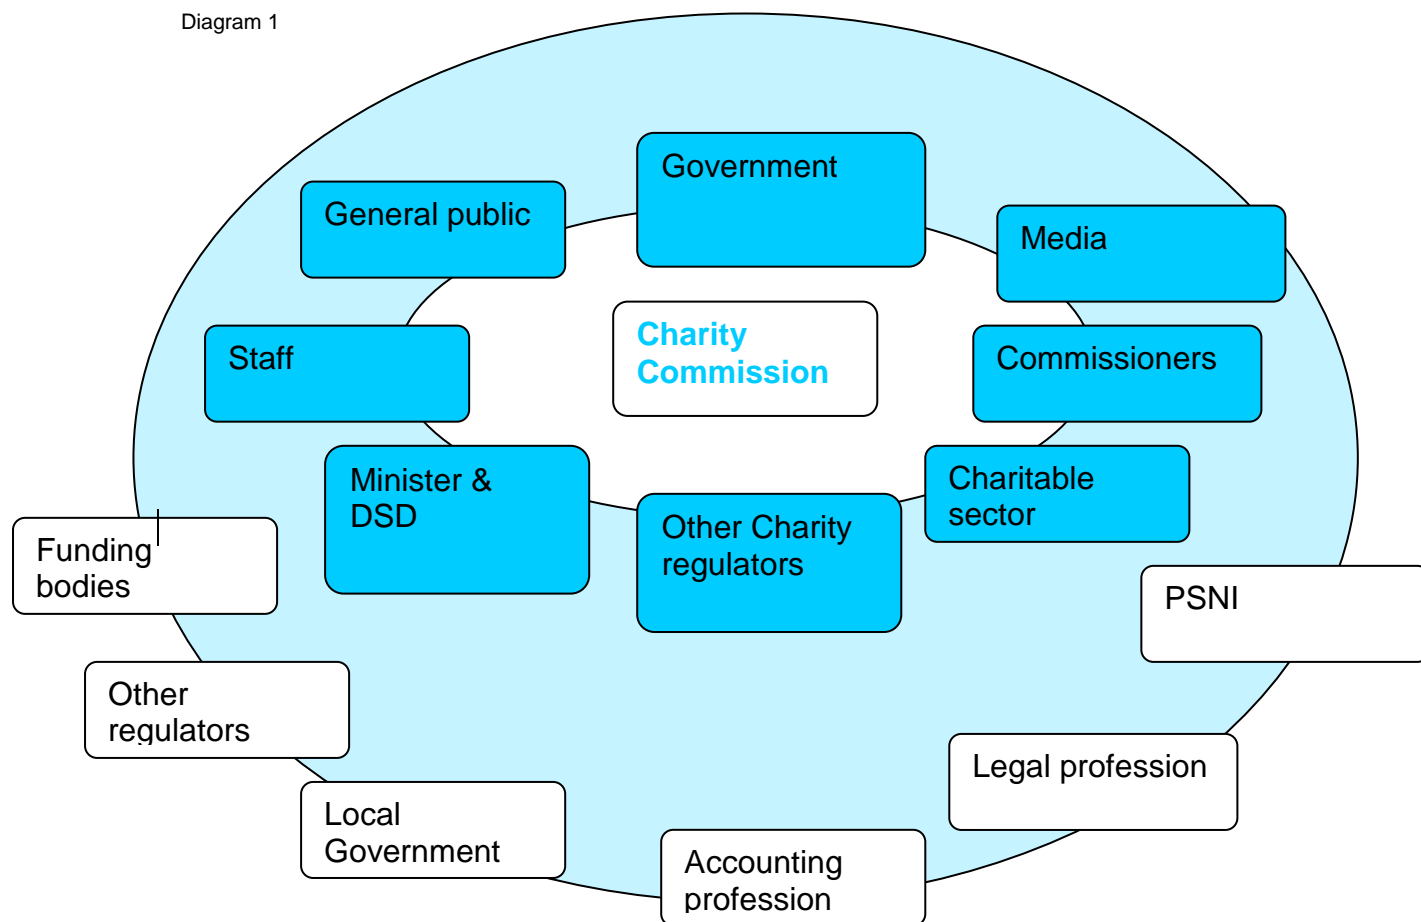 Diagram 1
Government
General public
Media
Charity
Commission
Staff
Commissioners
Minister &
DSD
Charitable
sector
Other Charity
regulators
Funding
bodies
PSNI
Other
regulators
Legal profession
Local
Government
Accounting
profession